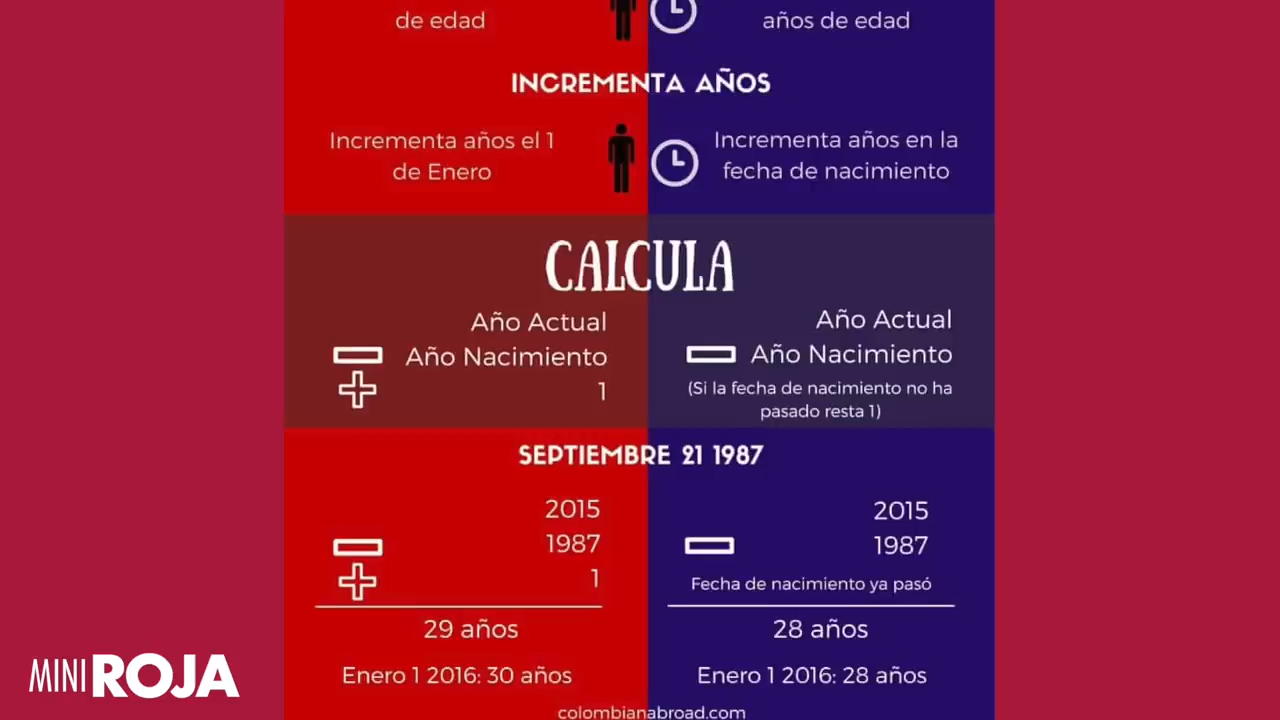 de edad
años de edad
INCREMENTA AÑOS
Incrementa años el 1
de Enero
Incrementa años en la
fecha de nacimiento
CALCULA
Año Actual
Año Nacimiento
1
Año Actual
Año Nacimiento
(Si la fecha de nacimiento no ha
pasado resta 1)
SEPTIEMBRE 21 1987
2015
1987
1
29 años
Enero 1 2016: 30 años
2015
1987
Fecha de nacimiento ya pasó
28 años
Enero 1 2016: 28 años
colombianabroad.com
MINI ROJA